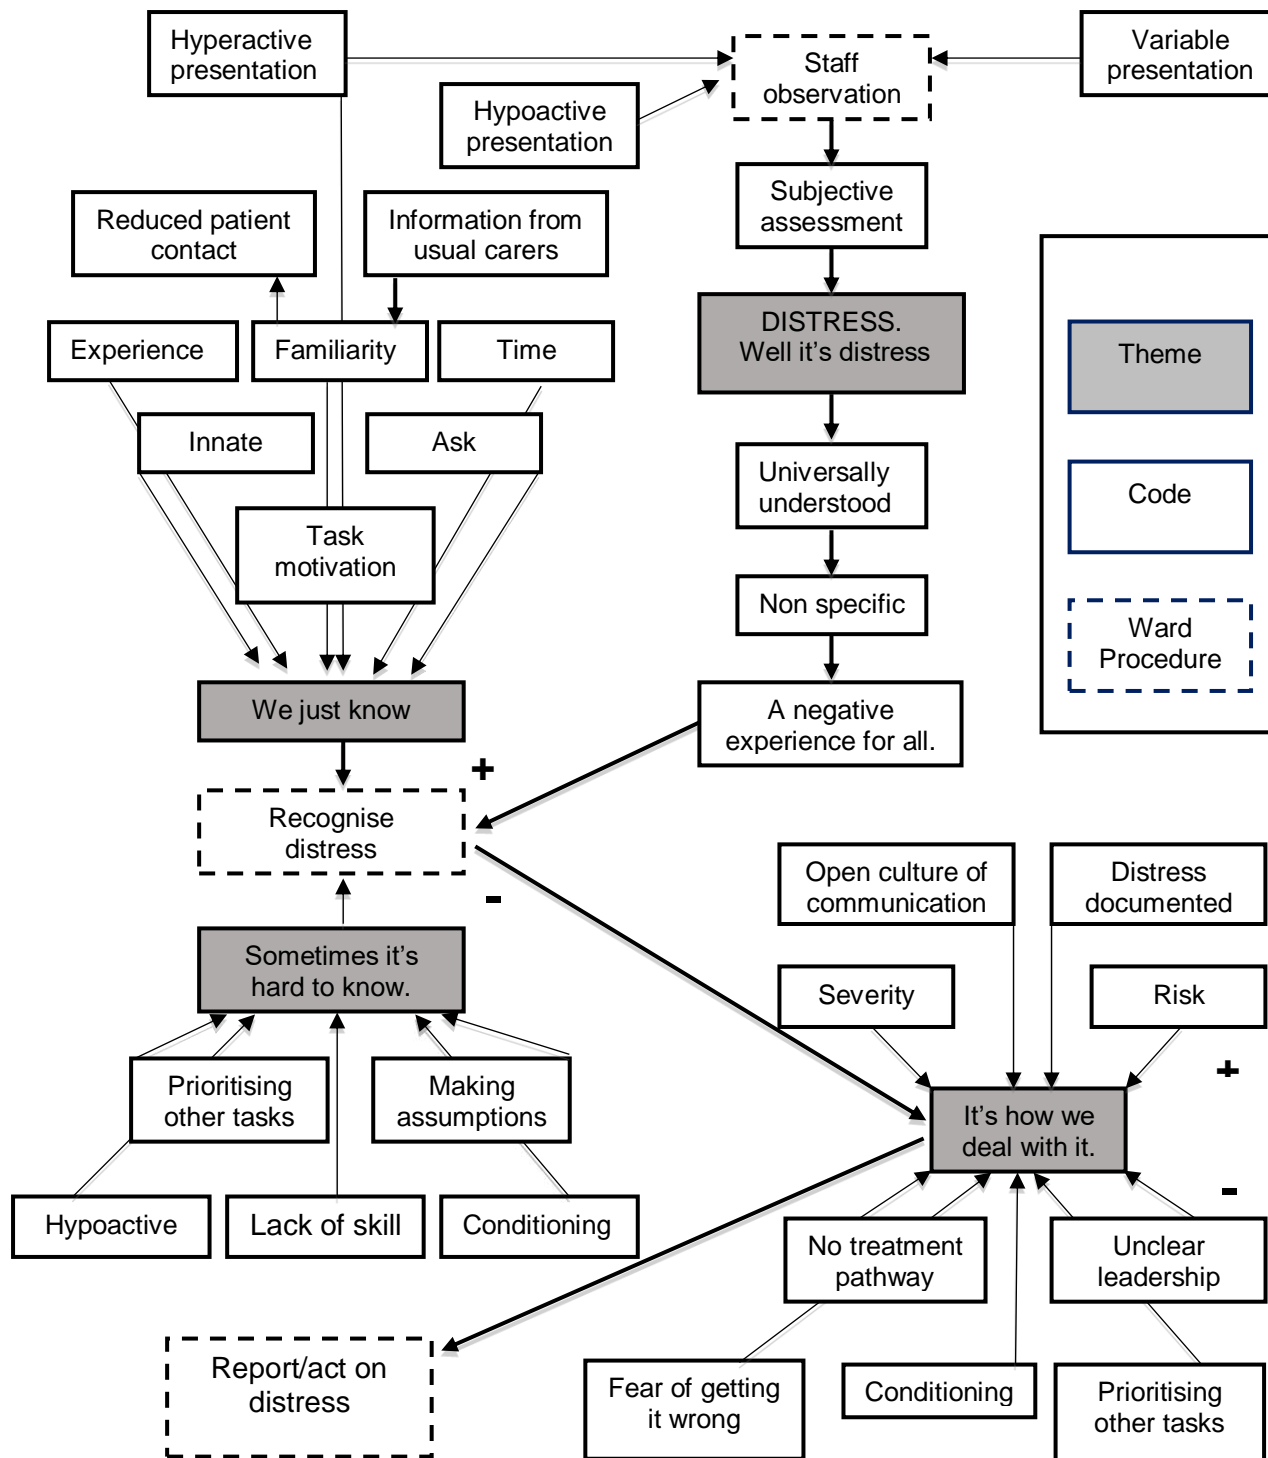 Hyperactive
presentation
Staff
observation
Variable
presentation
Hypoactive
presentation
Subjective
assessment
Reduced patient
contact
Information from
usual carers
DISTRESS.
Well it’s distress
Theme
Experience
Familiarity
Time
Innate
Ask
Universally
understood
Code
Task
motivation
Non specific
Ward
Procedure
We just know
A negative
experience for all.
+
Recognise
distress
-
Open culture of
communication
Distress
documented
Sometimes it’s
hard to know.
Severity
Risk
Prioritising
other tasks
Making
assumptions
+
It’s how we
deal with it.
-
Hypoactive
Lack of skill
Conditioning
No treatment
pathway
Unclear
leadership
Report/act on
distress
Fear of getting
it wrong
Conditioning
Prioritising
other tasks